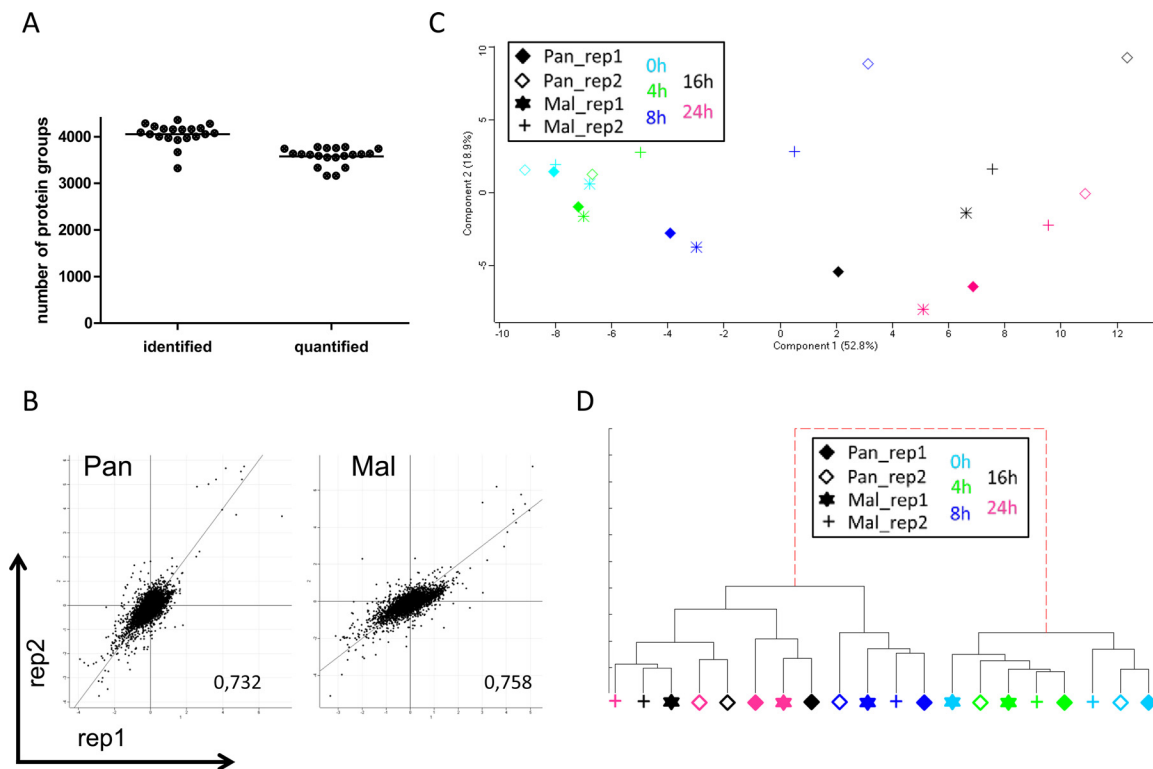 A
number of protein groups
4000
3000
2000
1000
0
identified
quantified
C
Pan_rep1
Pan_rep2
Mal_rep1
Mal_rep2
0h
4h
8h
16h
24h
10
5
0
-5
Component 2 (18.9%)
-10 -8 -6 -4 -2 0 2 4 6 8 10 12
Component 1 (52.8%)
B
Pan
0,732
Mal
0,758
rep2
rep1
D
Pan_rep1
Pan_rep2
Mal_rep1
Mal_rep2
0h
4h
8h
16h
24h